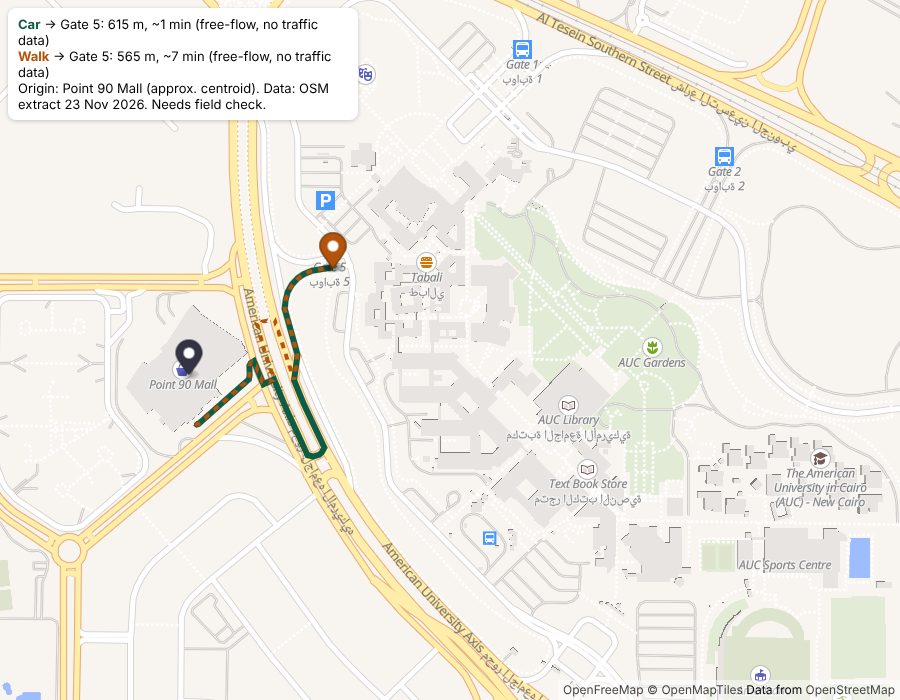 Car → Gate 5: 615 m, ~1 min (free-flow, no traffic
data)
Walk → Gate 5: 565 m, ~7 min (free-flow, no traffic
data)
Origin: Point 90 Mall (approx. centroid). Data: OSM
extract 23 Nov 2026. Needs field check.
Al Tesein Southern Street شارع التسعين الجنوبي
Gate 1
بوابة 1
Gate 2
بوابة 2
P
5
بوابة 5
Tabali
طبالي
American University Axis محور الجامعة الأمريكية
Point 90 Mall
AUC Gardens
AUC Library
مكتبة الجامعة الأمريكية
Text Book Store
متجر الكتب النصية
The American
University in Cairo
(AUC) - New Cairo
AUC Sports Centre
American University Axis محور الجامعة
OpenFreeMap © OpenMapTiles Data from OpenStreetMap